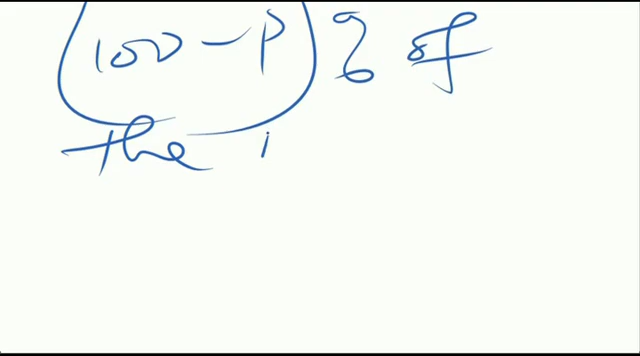 (100 - p) % of
the i